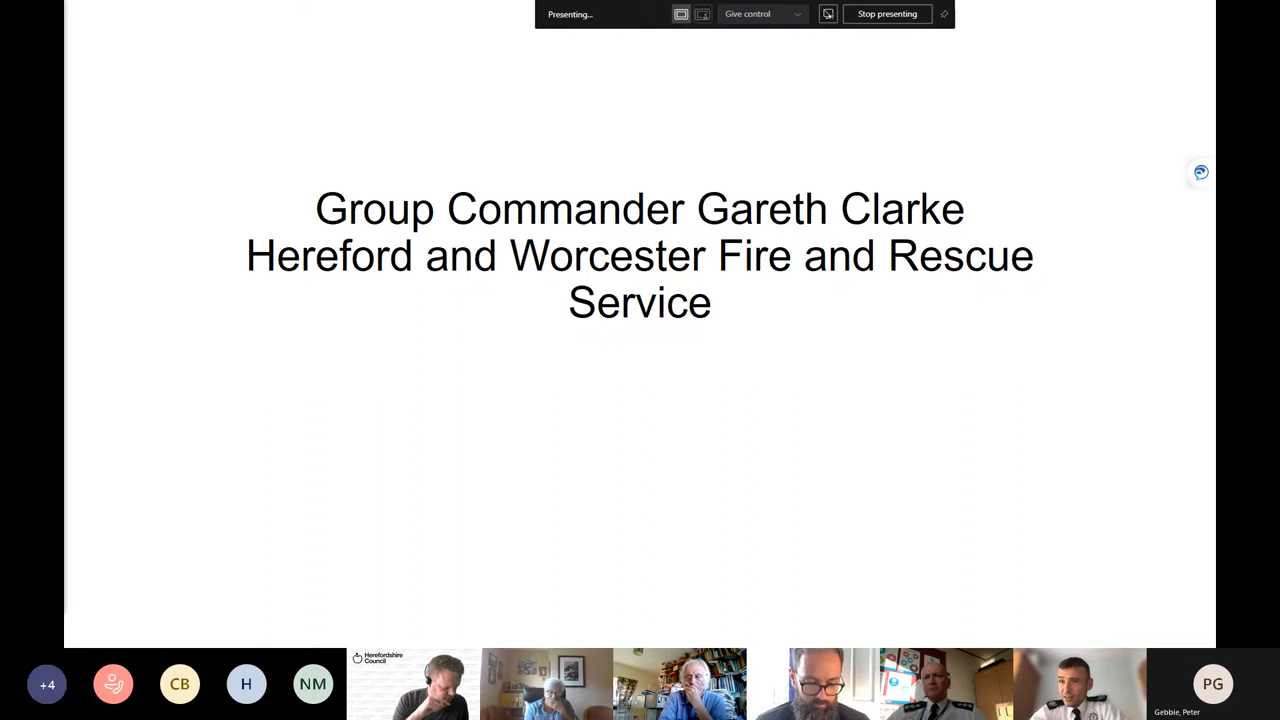 Presenting...
Give control
Stop presenting
Group Commander Gareth Clarke
Hereford and Worcester Fire and Rescue
Service
Herefordshire
Council
+4
CB
H
NM
PG
Gebbie, Peter